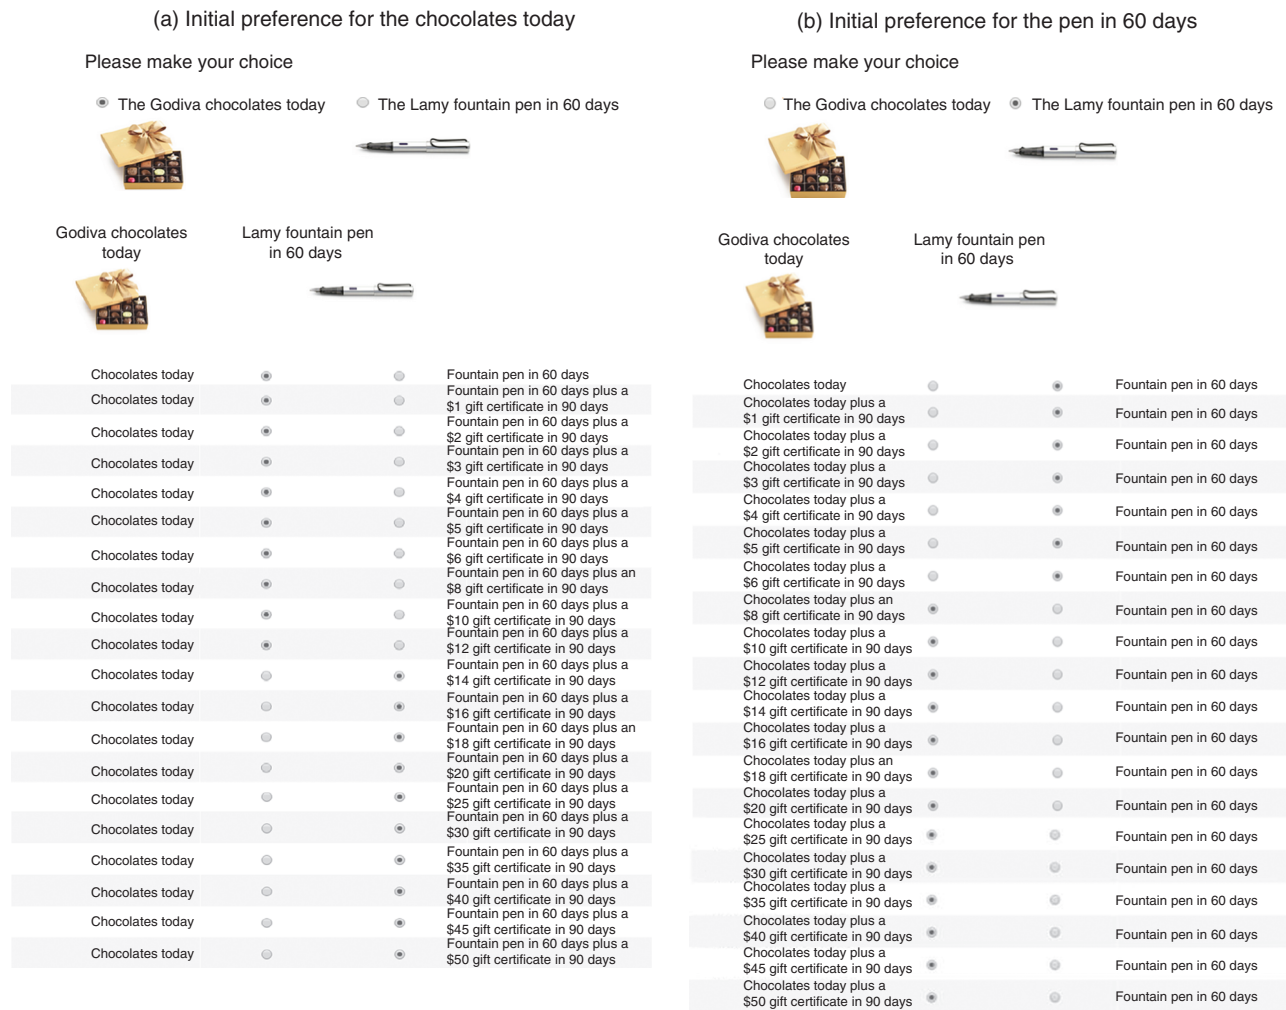 (a) Initial preference for the chocolates today
Please make your choice
The Godiva chocolates today
The Lamy fountain pen in 60 days
Godiva chocolates
today
Lamy fountain pen
in 60 days
Chocolates today
Fountain pen in 60 days
Chocolates today
Fountain pen in 60 days plus a
$1 gift certificate in 90 days
Chocolates today
Fountain pen in 60 days plus a
$2 gift certificate in 90 days
Chocolates today
Fountain pen in 60 days plus a
$3 gift certificate in 90 days
Chocolates today
Fountain pen in 60 days plus a
$4 gift certificate in 90 days
Chocolates today
Fountain pen in 60 days plus a
$5 gift certificate in 90 days
Chocolates today
Fountain pen in 60 days plus a
$6 gift certificate in 90 days
Chocolates today
Fountain pen in 60 days plus an
$8 gift certificate in 90 days
Chocolates today
Fountain pen in 60 days plus a
$10 gift certificate in 90 days
Chocolates today
Fountain pen in 60 days plus a
$12 gift certificate in 90 days
Chocolates today
Fountain pen in 60 days plus a
$14 gift certificate in 90 days
Chocolates today
Fountain pen in 60 days plus a
$16 gift certificate in 90 days
Chocolates today
Fountain pen in 60 days plus an
$18 gift certificate in 90 days
Chocolates today
Fountain pen in 60 days plus a
$20 gift certificate in 90 days
Chocolates today
Fountain pen in 60 days plus a
$25 gift certificate in 90 days
Chocolates today
Fountain pen in 60 days plus a
$30 gift certificate in 90 days
Chocolates today
Fountain pen in 60 days plus a
$35 gift certificate in 90 days
Chocolates today
Fountain pen in 60 days plus a
$40 gift certificate in 90 days
Chocolates today
Fountain pen in 60 days plus a
$45 gift certificate in 90 days
Chocolates today
Fountain pen in 60 days plus a
$50 gift certificate in 90 days
(b) Initial preference for the pen in 60 days
Please make your choice
The Godiva chocolates today
The Lamy fountain pen in 60 days
Godiva chocolates
today
Lamy fountain pen
in 60 days
Chocolates today
Fountain pen in 60 days
Chocolates today plus a
$1 gift certificate in 90 days
Fountain pen in 60 days
Chocolates today plus a
$2 gift certificate in 90 days
Fountain pen in 60 days
Chocolates today plus a
$3 gift certificate in 90 days
Fountain pen in 60 days
Chocolates today plus a
$4 gift certificate in 90 days
Fountain pen in 60 days
Chocolates today plus a
$5 gift certificate in 90 days
Fountain pen in 60 days
Chocolates today plus a
$6 gift certificate in 90 days
Fountain pen in 60 days
Chocolates today plus an
$8 gift certificate in 90 days
Fountain pen in 60 days
Chocolates today plus a
$10 gift certificate in 90 days
Fountain pen in 60 days
Chocolates today plus a
$12 gift certificate in 90 days
Fountain pen in 60 days
Chocolates today plus a
$14 gift certificate in 90 days
Fountain pen in 60 days
Chocolates today plus a
$16 gift certificate in 90 days
Fountain pen in 60 days
Chocolates today plus an
$18 gift certificate in 90 days
Fountain pen in 60 days
Chocolates today plus a
$20 gift certificate in 90 days
Fountain pen in 60 days
Chocolates today plus a
$25 gift certificate in 90 days
Fountain pen in 60 days
Chocolates today plus a
$30 gift certificate in 90 days
Fountain pen in 60 days
Chocolates today plus a
$35 gift certificate in 90 days
Fountain pen in 60 days
Chocolates today plus a
$40 gift certificate in 90 days
Fountain pen in 60 days
Chocolates today plus a
$45 gift certificate in 90 days
Fountain pen in 60 days
Chocolates today plus a
$50 gift certificate in 90 days
Fountain pen in 60 days